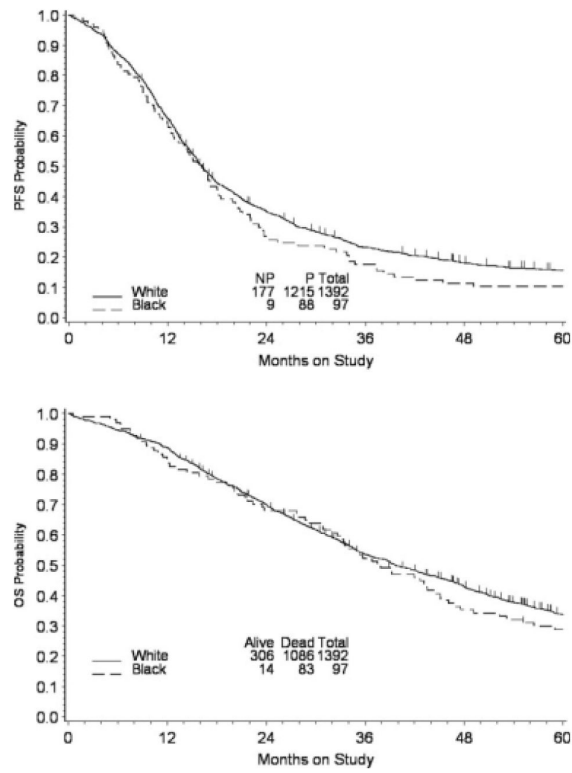 1.0
0.9
0.8
0.7
0.6
0.5
0.4
0.3
0.2
0.1
0.0
PFS Probability
NP P Total
White 177 1215 1392
Black 9 88 97
0 12 24 36 48 60
Months on Study
1.0
0.9
0.8
0.7
0.6
0.5
0.4
0.3
0.2
0.1
0.0
OS Probability
Alive Dead Total
White 306 1086 1392
Black 14 83 97
0 12 24 36 48 60
Months on Study